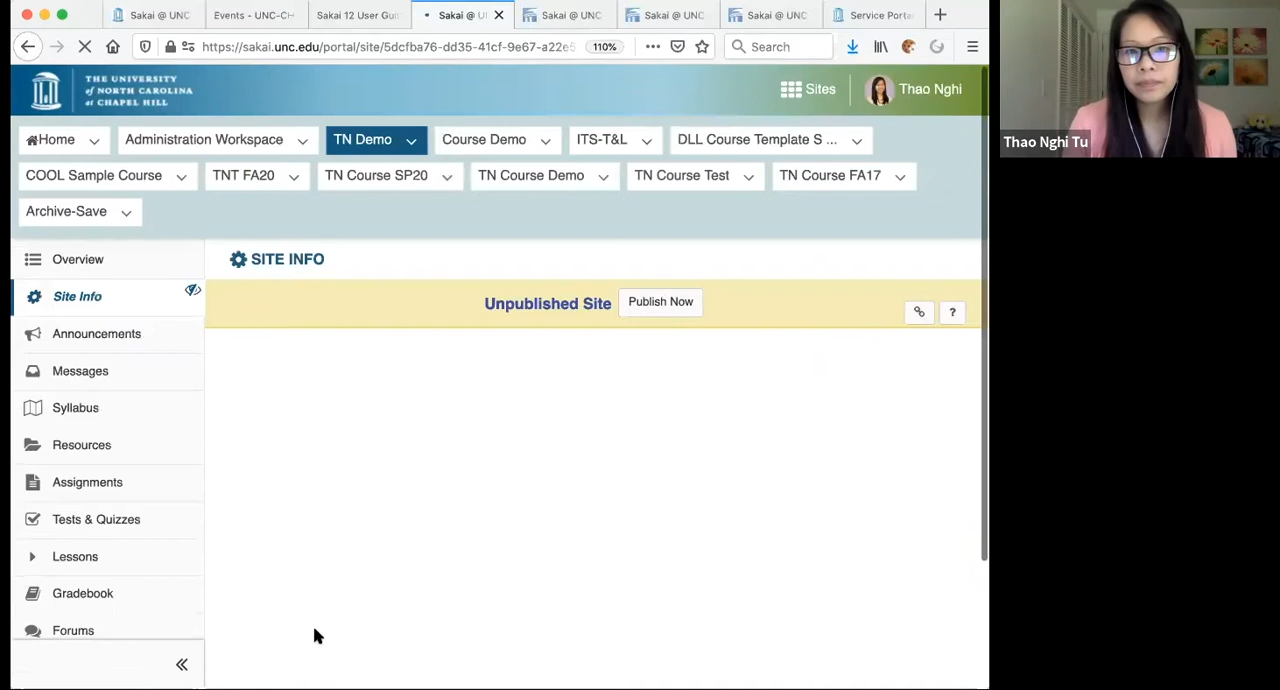 Sakai @ UNC
Events - UNC-CH
Sakai 12 User Gui
Sakai @ U
Sakai @ UNC
Sakai @ UNC
Sakai @ UNC
Service Porta
https://sakai.unc.edu/portal/site/5dcfba76-dd35-41cf-9e67-a22e5
110%
Search
THE UNIVERSITY
of NORTH CAROLINA
at CHAPEL HILL
Sites
Thao Nghi
Home
Administration Workspace
TN Demo
Course Demo
ITS-T&L
DLL Course Template S ...
COOL Sample Course
TNT FA20
TN Course SP20
TN Course Demo
TN Course Test
TN Course FA17
Archive-Save
Overview
Site Info
Announcements
Messages
Syllabus
Resources
Assignments
Tests & Quizzes
Lessons
Gradebook
Forums
SITE INFO
Unpublished Site
Publish Now
?
Thao Nghi Tu